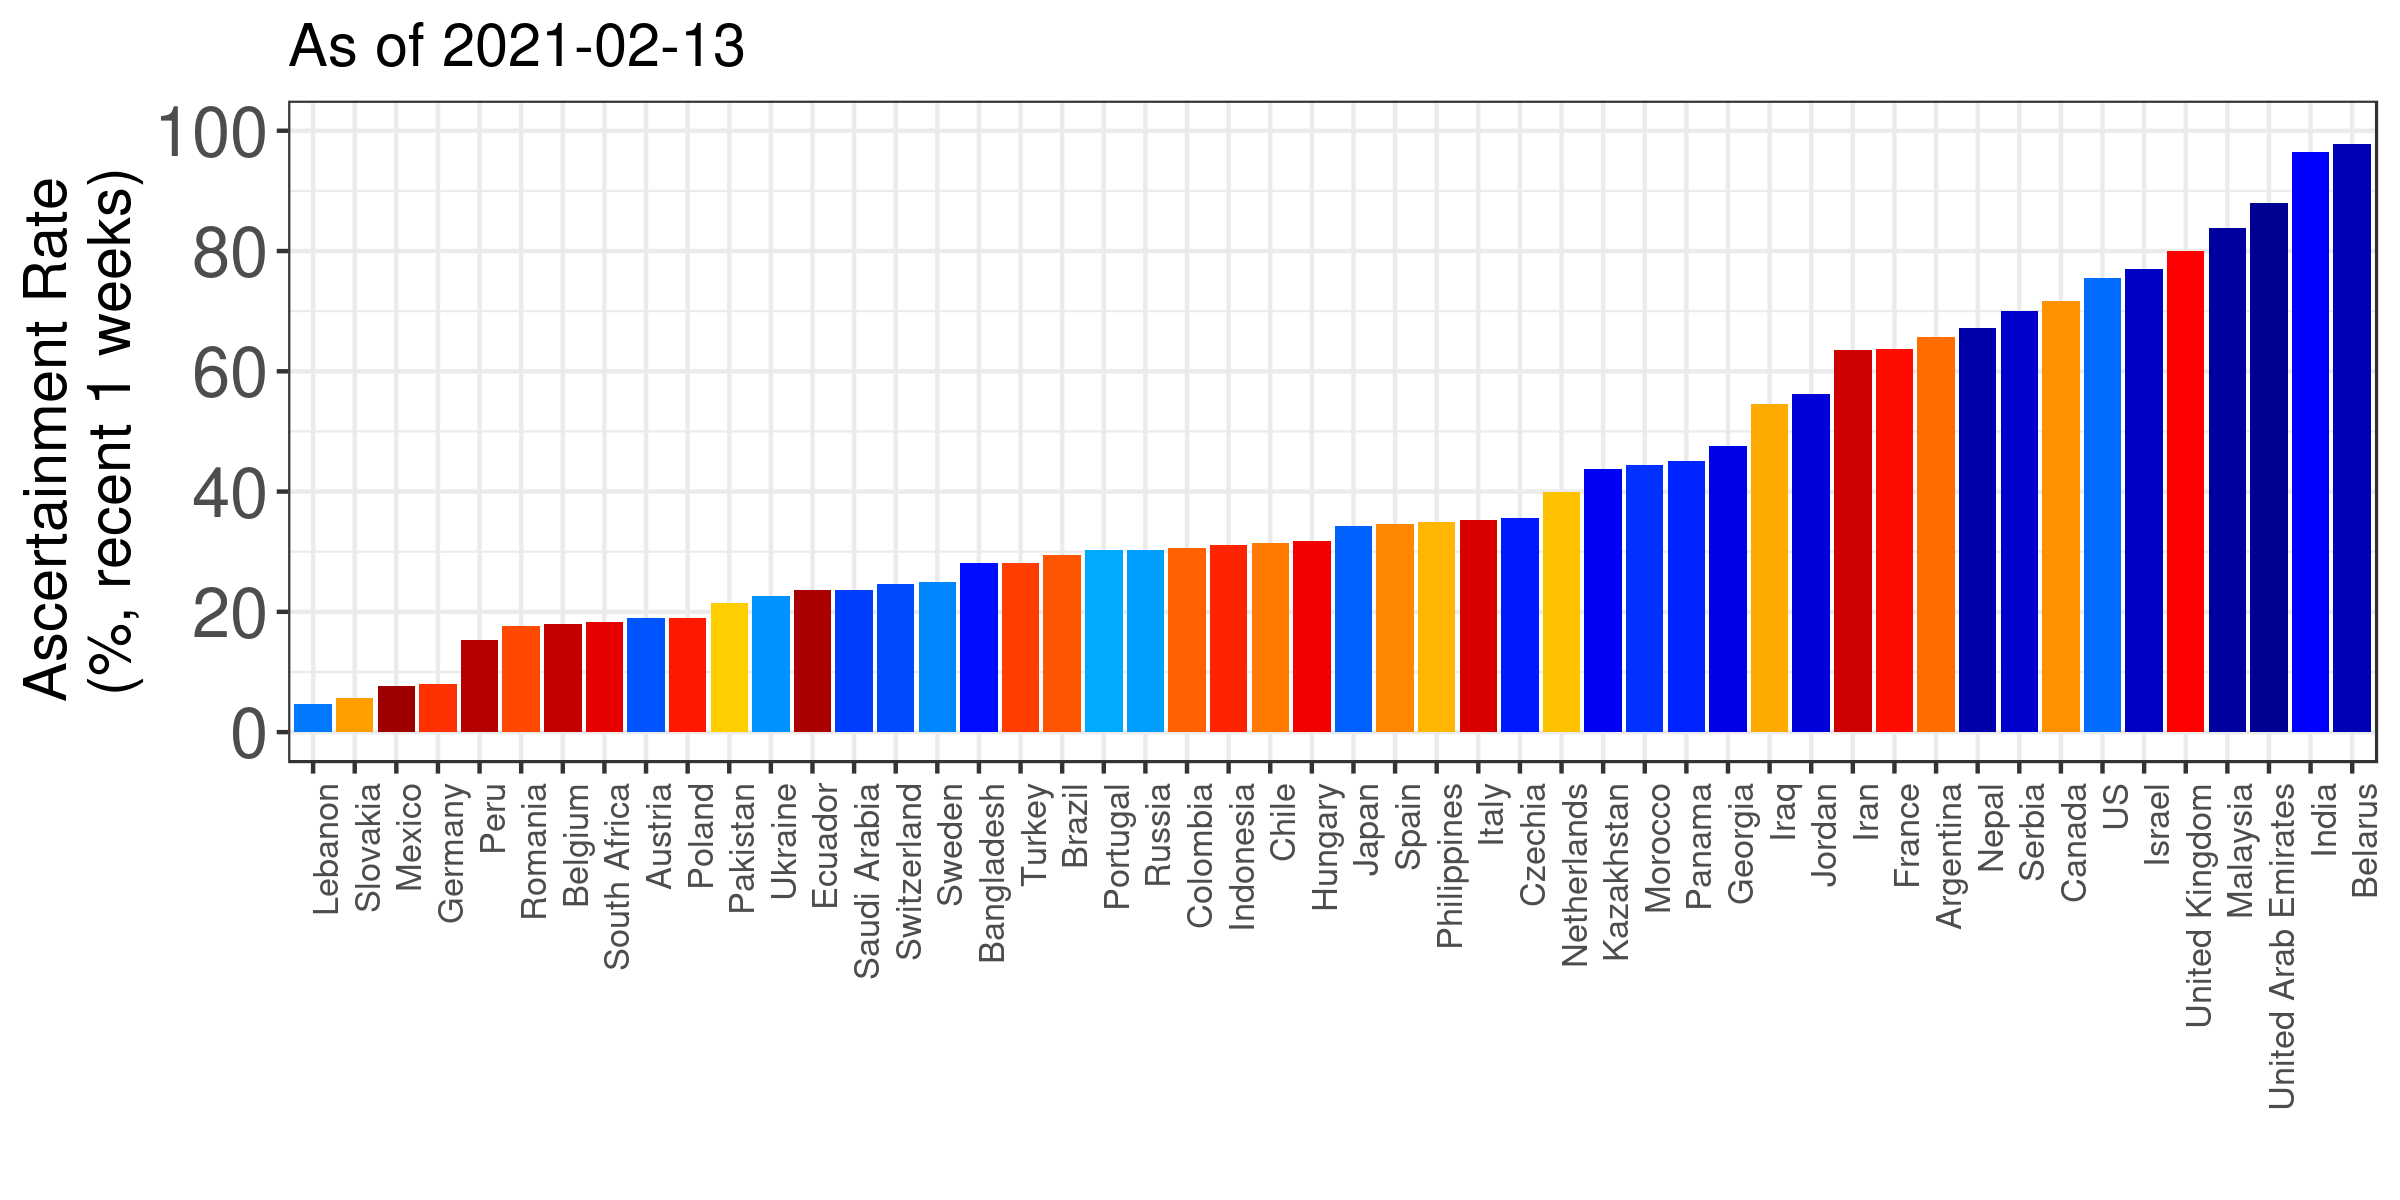 As of 2021-02-13
Ascertainment Rate
(%, recent 1 weeks)
100
80
60
40
20
0
Lebanon
Slovakia
Mexico
Germany
Peru
Romania
Belgium
South Africa
Austria
Poland
Pakistan
Ukraine
Ecuador
Saudi Arabia
Switzerland
Sweden
Bangladesh
Turkey
Brazil
Portugal
Russia
Colombia
Indonesia
Chile
Hungary
Japan
Spain
Philippines
Italy
Czechia
Netherlands
Kazakhstan
Morocco
Panama
Georgia
Iraq
Jordan
Iran
France
Argentina
Nepal
Serbia
Canada
US
Israel
United Kingdom
Malaysia
United Arab Emirates
India
Belarus